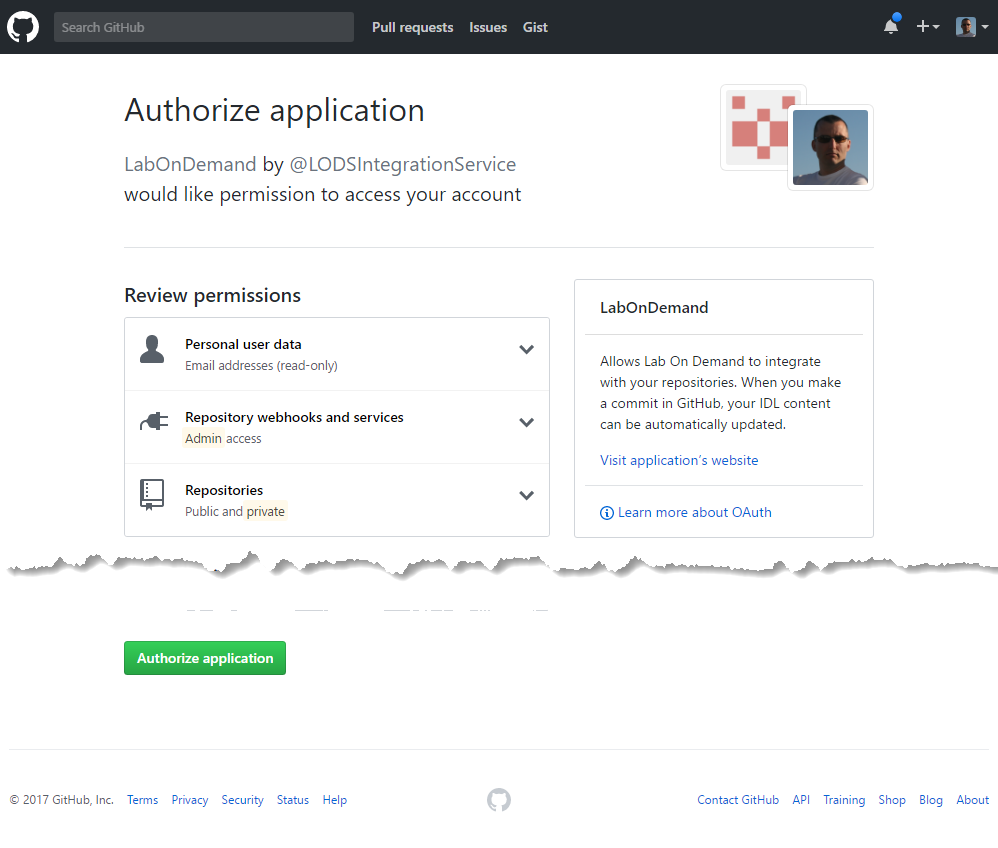 Search GitHub
Pull requests
Issues
Gist
Authorize application
LabOnDemand by @LODSIntegrationService
would like permission to access your account
Review permissions
Personal user data
Email addresses (read-only)
Repository webhooks and services
Admin access
Repositories
Public and private
LabOnDemand
Allows Lab On Demand to integrate
with your repositories. When you make
a commit in GitHub, your IDL content
can be automatically updated.
Visit application's website
Learn more about OAuth
Authorize application
© 2017 GitHub, Inc.
Terms
Privacy
Security
Status
Help
Contact GitHub
API
Training
Shop
Blog
About